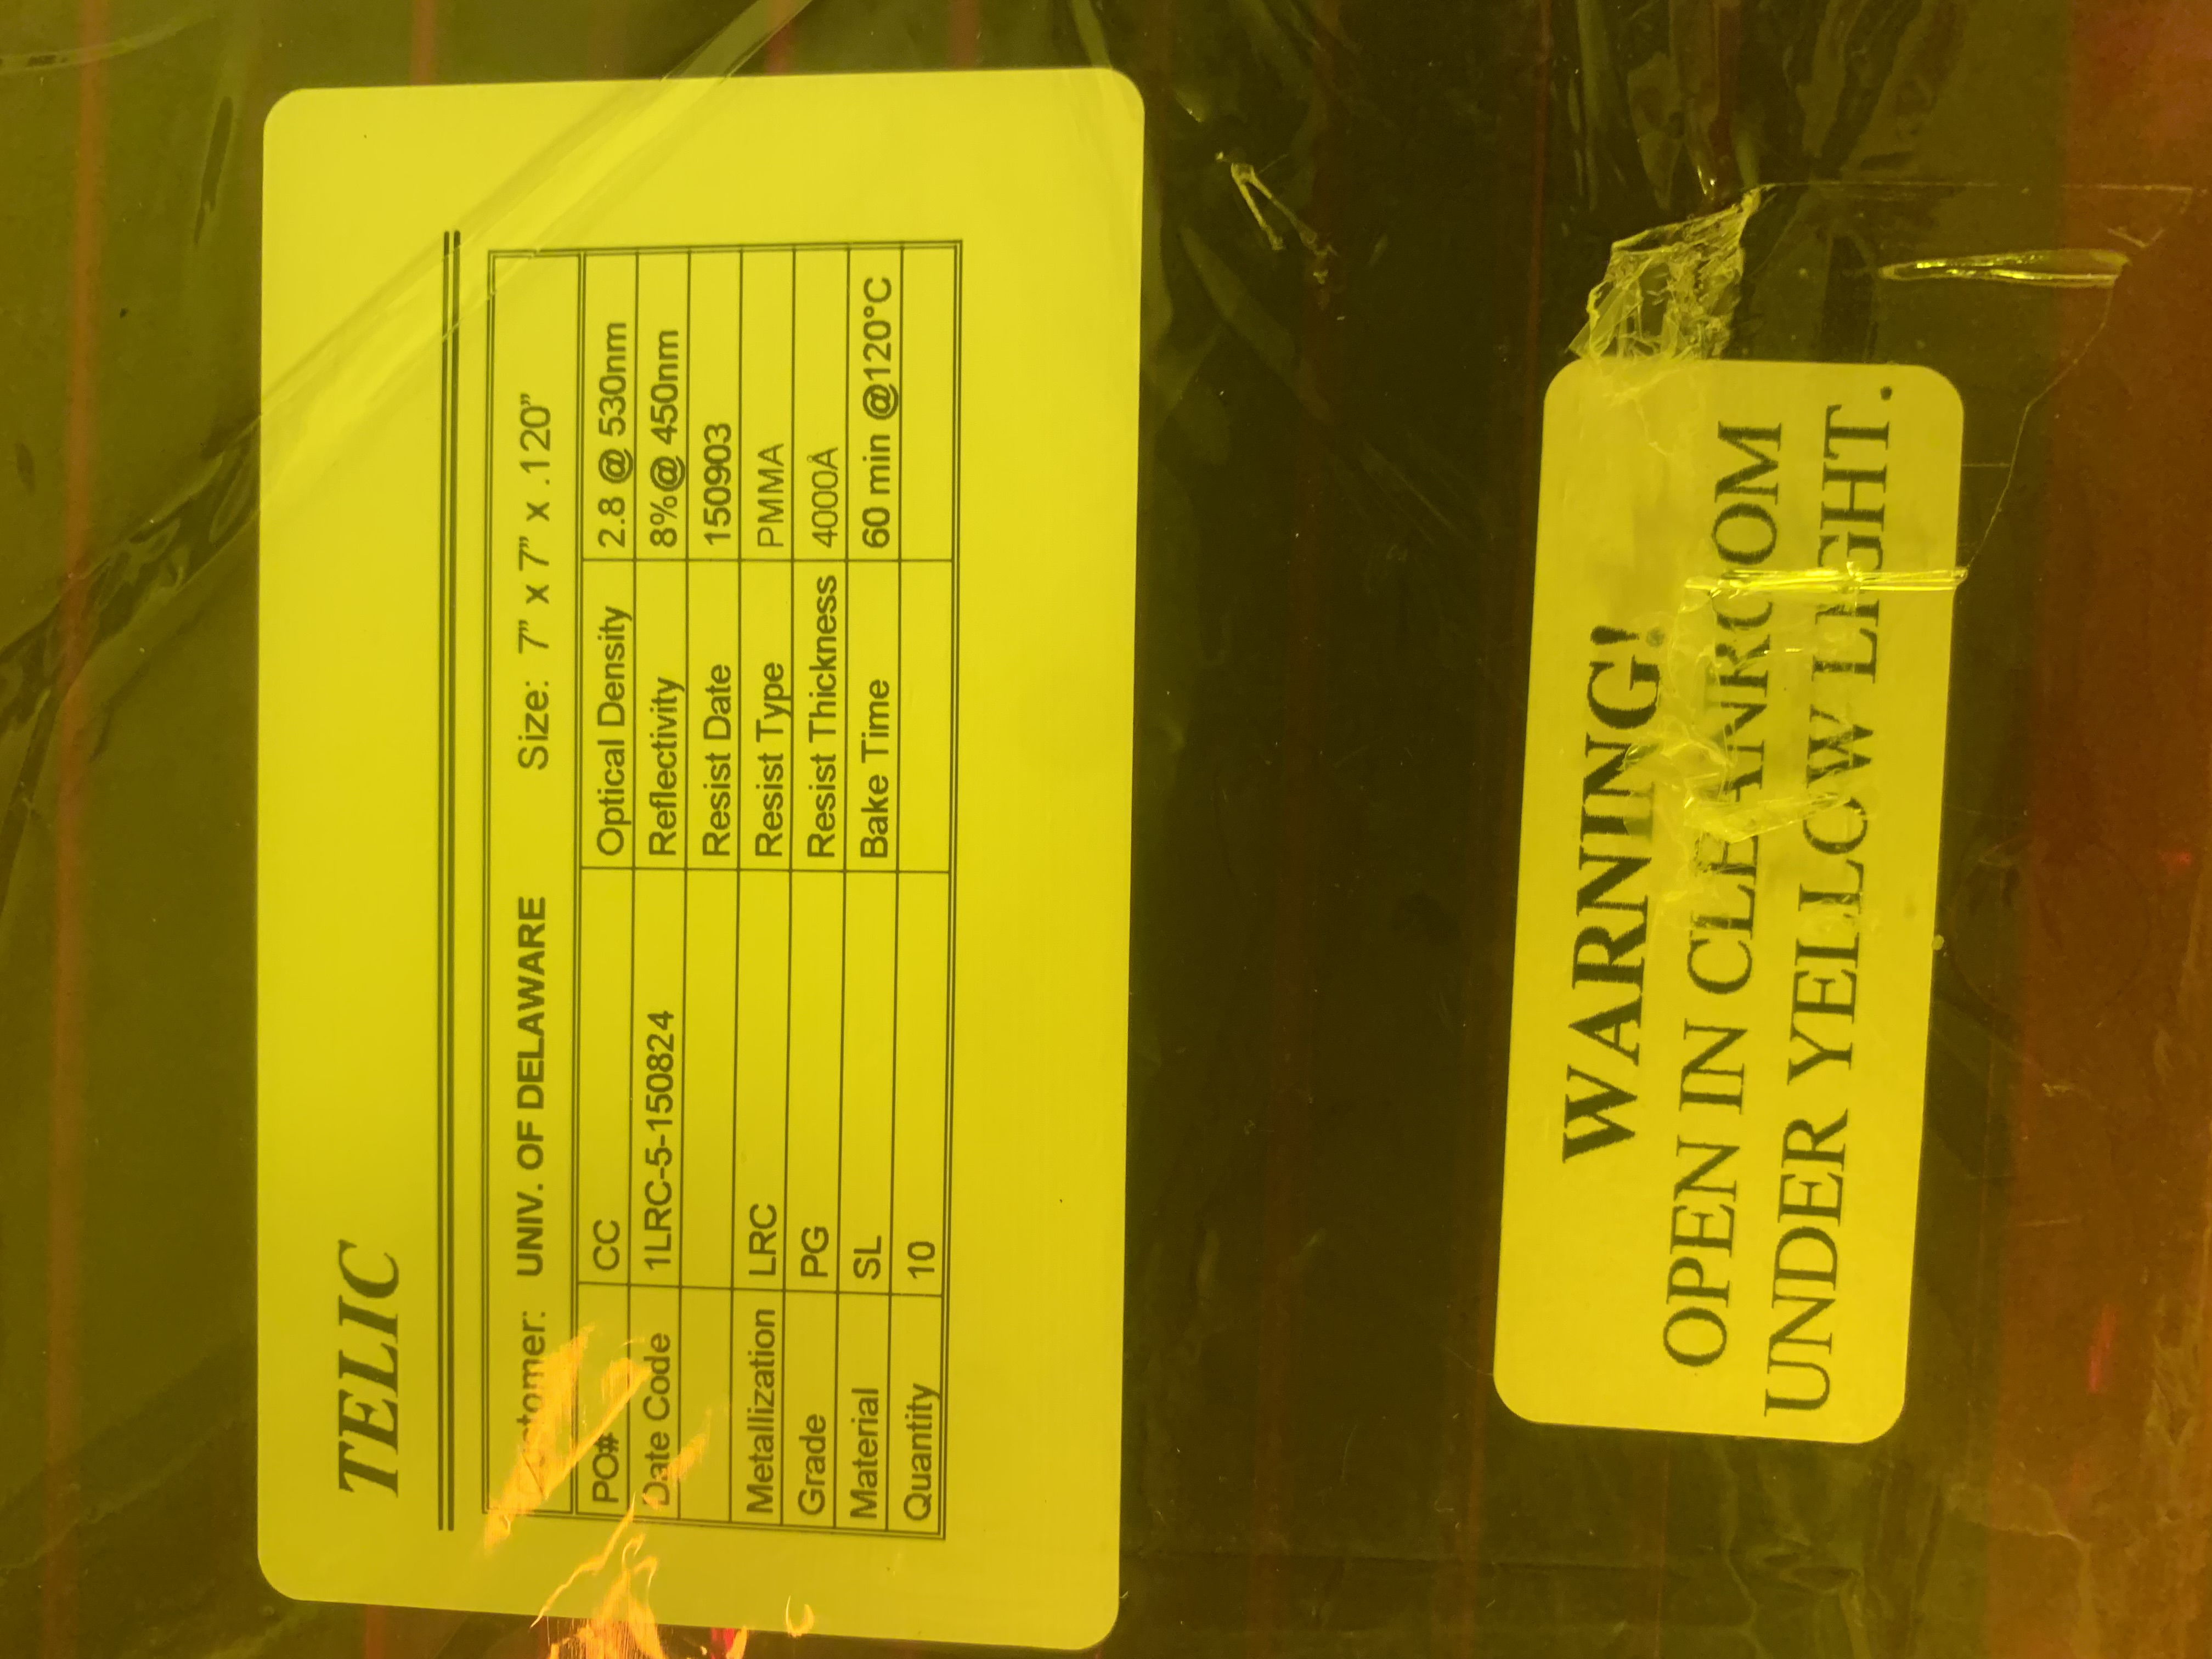 TELIC
Customer: UNIV. OF DELAWARE Size: 7” x 7” x .120”
PO# CC Optical Density 2.8 @ 530nm
Date Code 1LRC-5-150824 Reflectivity 8%@ 450nm
Resist Date 150903
Metallization LRC Resist Type PMMA
Grade PG Resist Thickness 4000Å
Material SL Bake Time 60 min @120°C
Quantity 10
WARNING!
OPEN IN CLEANROOM
UNDER YELLOW LIGHT.